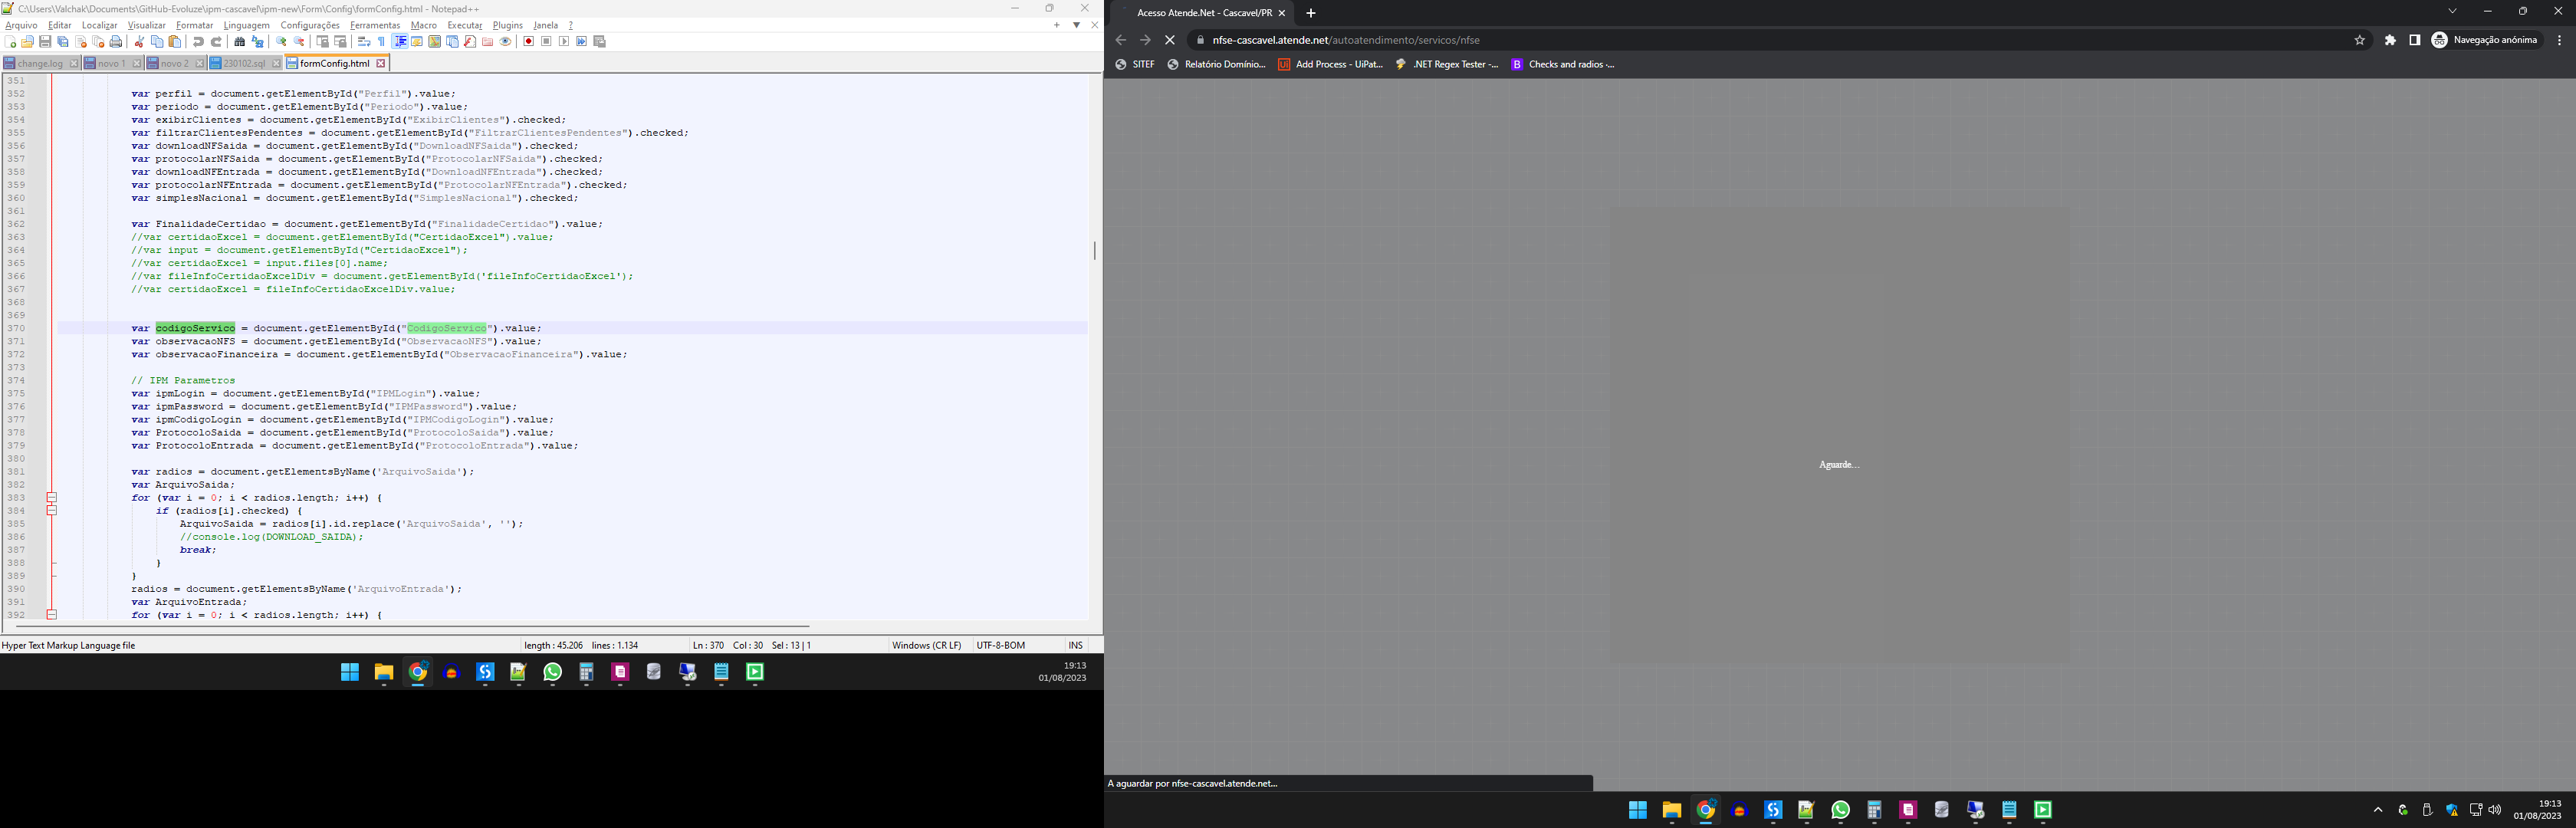 C:\Users\Valchak\Documents\GitHub-Evoluze\ipm-cascavel\ipm-new\Form\Config\formConfig.html - Notepad++
Arquivo Editar Localizar Visualizar Formatar Linguagem Configurações Ferramentas Macro Executar Plugins Janela ?
change.log novo 1 novo 2 230102.sql formConfig.html
351
352 var perfil = document.getElementById("Perfil").value;
353 var periodo = document.getElementById("Periodo").value;
354 var exibirClientes = document.getElementById("ExibirClientes").checked;
355 var filtrarClientesPendentes = document.getElementById("FiltrarClientesPendentes").checked;
356 var downloadNFSaida = document.getElementById("DownloadNFSaida").checked;
357 var protocolarNFSaida = document.getElementById("ProtocolarNFSaida").checked;
358 var downloadNFEntrada = document.getElementById("DownloadNFEntrada").checked;
359 var protocolarNFEntrada = document.getElementById("ProtocolarNFEntrada").checked;
360 var simplesNacional = document.getElementById("SimplesNacional").checked;
361
362 var FinalidadeCertidao = document.getElementById("FinalidadeCertidao").value;
363 //var certidaoExcel = document.getElementById("CertidaoExcel").value;
364 //var input = document.getElementById("CertidaoExcel");
365 //var certidaoExcel = input.files[0].name;
366 //var fileInfoCertidaoExcelDiv = document.getElementById('fileInfoCertidaoExcel');
367 //var certidaoExcel = fileInfoCertidaoExcelDiv.value;
368
369
370 var codigoServico = document.getElementById("CodigoServico").value;
371 var observacaoNFS = document.getElementById("ObservacaoNFS").value;
372 var observacaoFinanceira = document.getElementById("ObservacaoFinanceira").value;
373
374 // IPM Parametros
375 var ipmLogin = document.getElementById("IPMLogin").value;
376 var ipmPassword = document.getElementById("IPMPassword").value;
377 var ipmCodigoLogin = document.getElementById("IPMCodigoLogin").value;
378 var ProtocoloSaida = document.getElementById("ProtocoloSaida").value;
379 var ProtocoloEntrada = document.getElementById("ProtocoloEntrada").value;
380
381 var radios = document.getElementsByName('ArquivoSaida');
382 var ArquivoSaida;
383 for (var i = 0; i < radios.length; i++) {
384 if (radios[i].checked) {
385 ArquivoSaida = radios[i].id.replace('ArquivoSaida', '');
386 //console.log(DOWNLOAD_SAIDA);
387 break;
388 }
389 }
390 radios = document.getElementsByName('ArquivoEntrada');
391 var ArquivoEntrada;
392 for (var i = 0; i < radios.length; i++) {
Hyper Text Markup Language file length : 45.206 lines : 1.134 Ln : 370 Col : 30 Sel : 13 | 1 Windows (CR LF) UTF-8-BOM INS
19:13
01/08/2023
Acesso Atende.Net - Cascavel/PR
nfse-cascavel.atende.net/autoatendimento/servicos/nfse
Navegação anónima
SITEF Relatório Domínio... Add Process - UiPat... .NET Regex Tester -... Checks and radios -...
Aguarde...
A aguardar por nfse-cascavel.atende.net...
19:13
01/08/2023